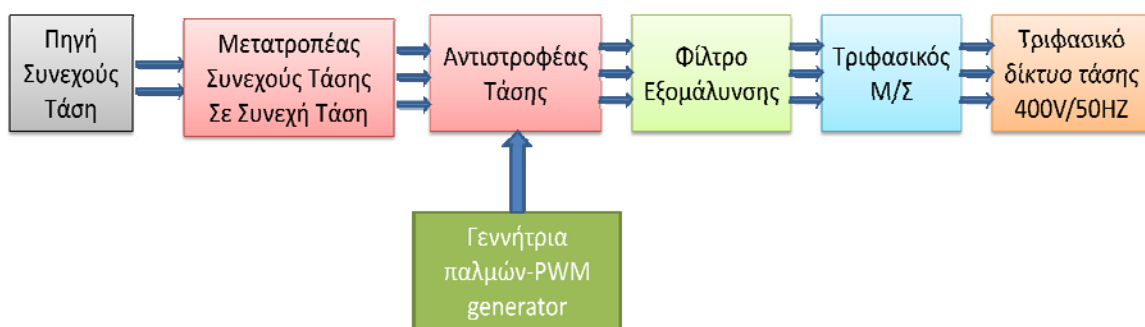 Πηγή
Συνεχούς
Τάση
Μετατροπέας
Συνεχούς Τάσης
Σε Συνεχή Τάση
Αντιστροφέας
Τάσης
Φίλτρο
Εξομάλυνσης
Τριφασικός
Μ/Σ
Τριφασικό
δίκτυο τάσης
400V/50HZ
Γεννήτρια
παλμών-PWM
generator